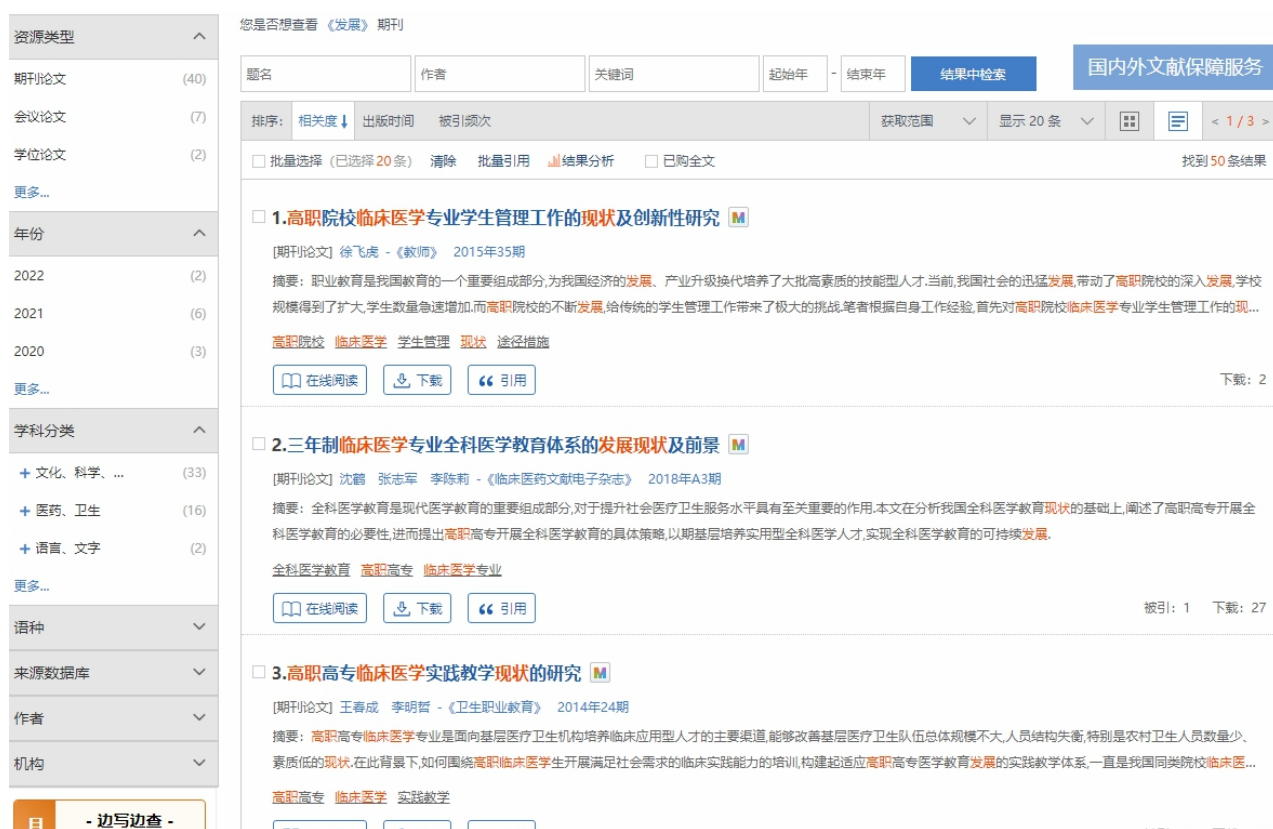 您是否想查看 《发展》 期刊
资源类型
期刊论文 (40)
会议论文 (7)
学位论文 (2)
更多...
年份
2022 (2)
2021 (6)
2020 (3)
更多...
学科分类
+ 文化、科学、... (33)
+ 医药、卫生 (16)
+ 语言、文字 (2)
更多...
语种
来源数据库
作者
机构
- 边写边查 -
题名 作者 关键词 起始年 - 结束年 结果中检索 国内外文献保障服务
排序: 相关度 出版时间 被引频次 获取范围 显示 20 条 < 1 / 3 >
批量选择 (已选择 20 条) 清除 批量引用 结果分析 已购全文 找到 50 条结果
1.高职院校临床医学专业学生管理工作的现状及创新性研究 M
[期刊论文] 徐飞虎 -《教师》 2015年35期
摘要：职业教育是我国教育的一个重要组成部分,为我国经济的发展、产业升级换代培养了大批高素质的技能型人才.当前,我国社会的迅猛发展,带动了高职院校的深入发展,学校
规模得到了扩大,学生数量急速增加.而高职院校的不断发展,给传统的学生管理工作带来了极大的挑战.笔者根据自身工作经验,首先对高职院校临床医学专业学生管理工作的现...
高职院校 临床医学 学生管理 现状 途径措施
在线阅读 下载 引用 下载：2
2.三年制临床医学专业全科医学教育体系的发展现状及前景 M
[期刊论文] 沈鹤 张志军 李陈莉 -《临床医药文献电子杂志》 2018年A3期
摘要：全科医学教育是现代医学教育的重要组成部分,对于提升社会医疗卫生服务水平具有至关重要的作用.本文在分析我国全科医学教育现状的基础上,阐述了高职高专开展全
科医学教育的必要性,进而提出高职高专开展全科医学教育的具体策略,以期基层培养实用型全科医学人才,实现全科医学教育的可持续发展.
全科医学教育 高职高专 临床医学专业
在线阅读 下载 引用 被引：1 下载：27
3.高职高专临床医学实践教学现状的研究 M
[期刊论文] 王春成 李明哲 -《卫生职业教育》 2014年24期
摘要：高职高专临床医学专业是面向基层医疗卫生机构培养临床应用型人才的主要渠道,能够改善基层医疗卫生队伍总体规模不大,人员结构失衡,特别是农村卫生人员数量少、
素质低的现状.在此背景下,如何围绕高职临床医学生开展满足社会需求的临床实践能力的培训,构建起适应高职高专医学教育发展的实践教学体系,一直是我国同类院校临床医...
高职高专 临床医学 实践教学